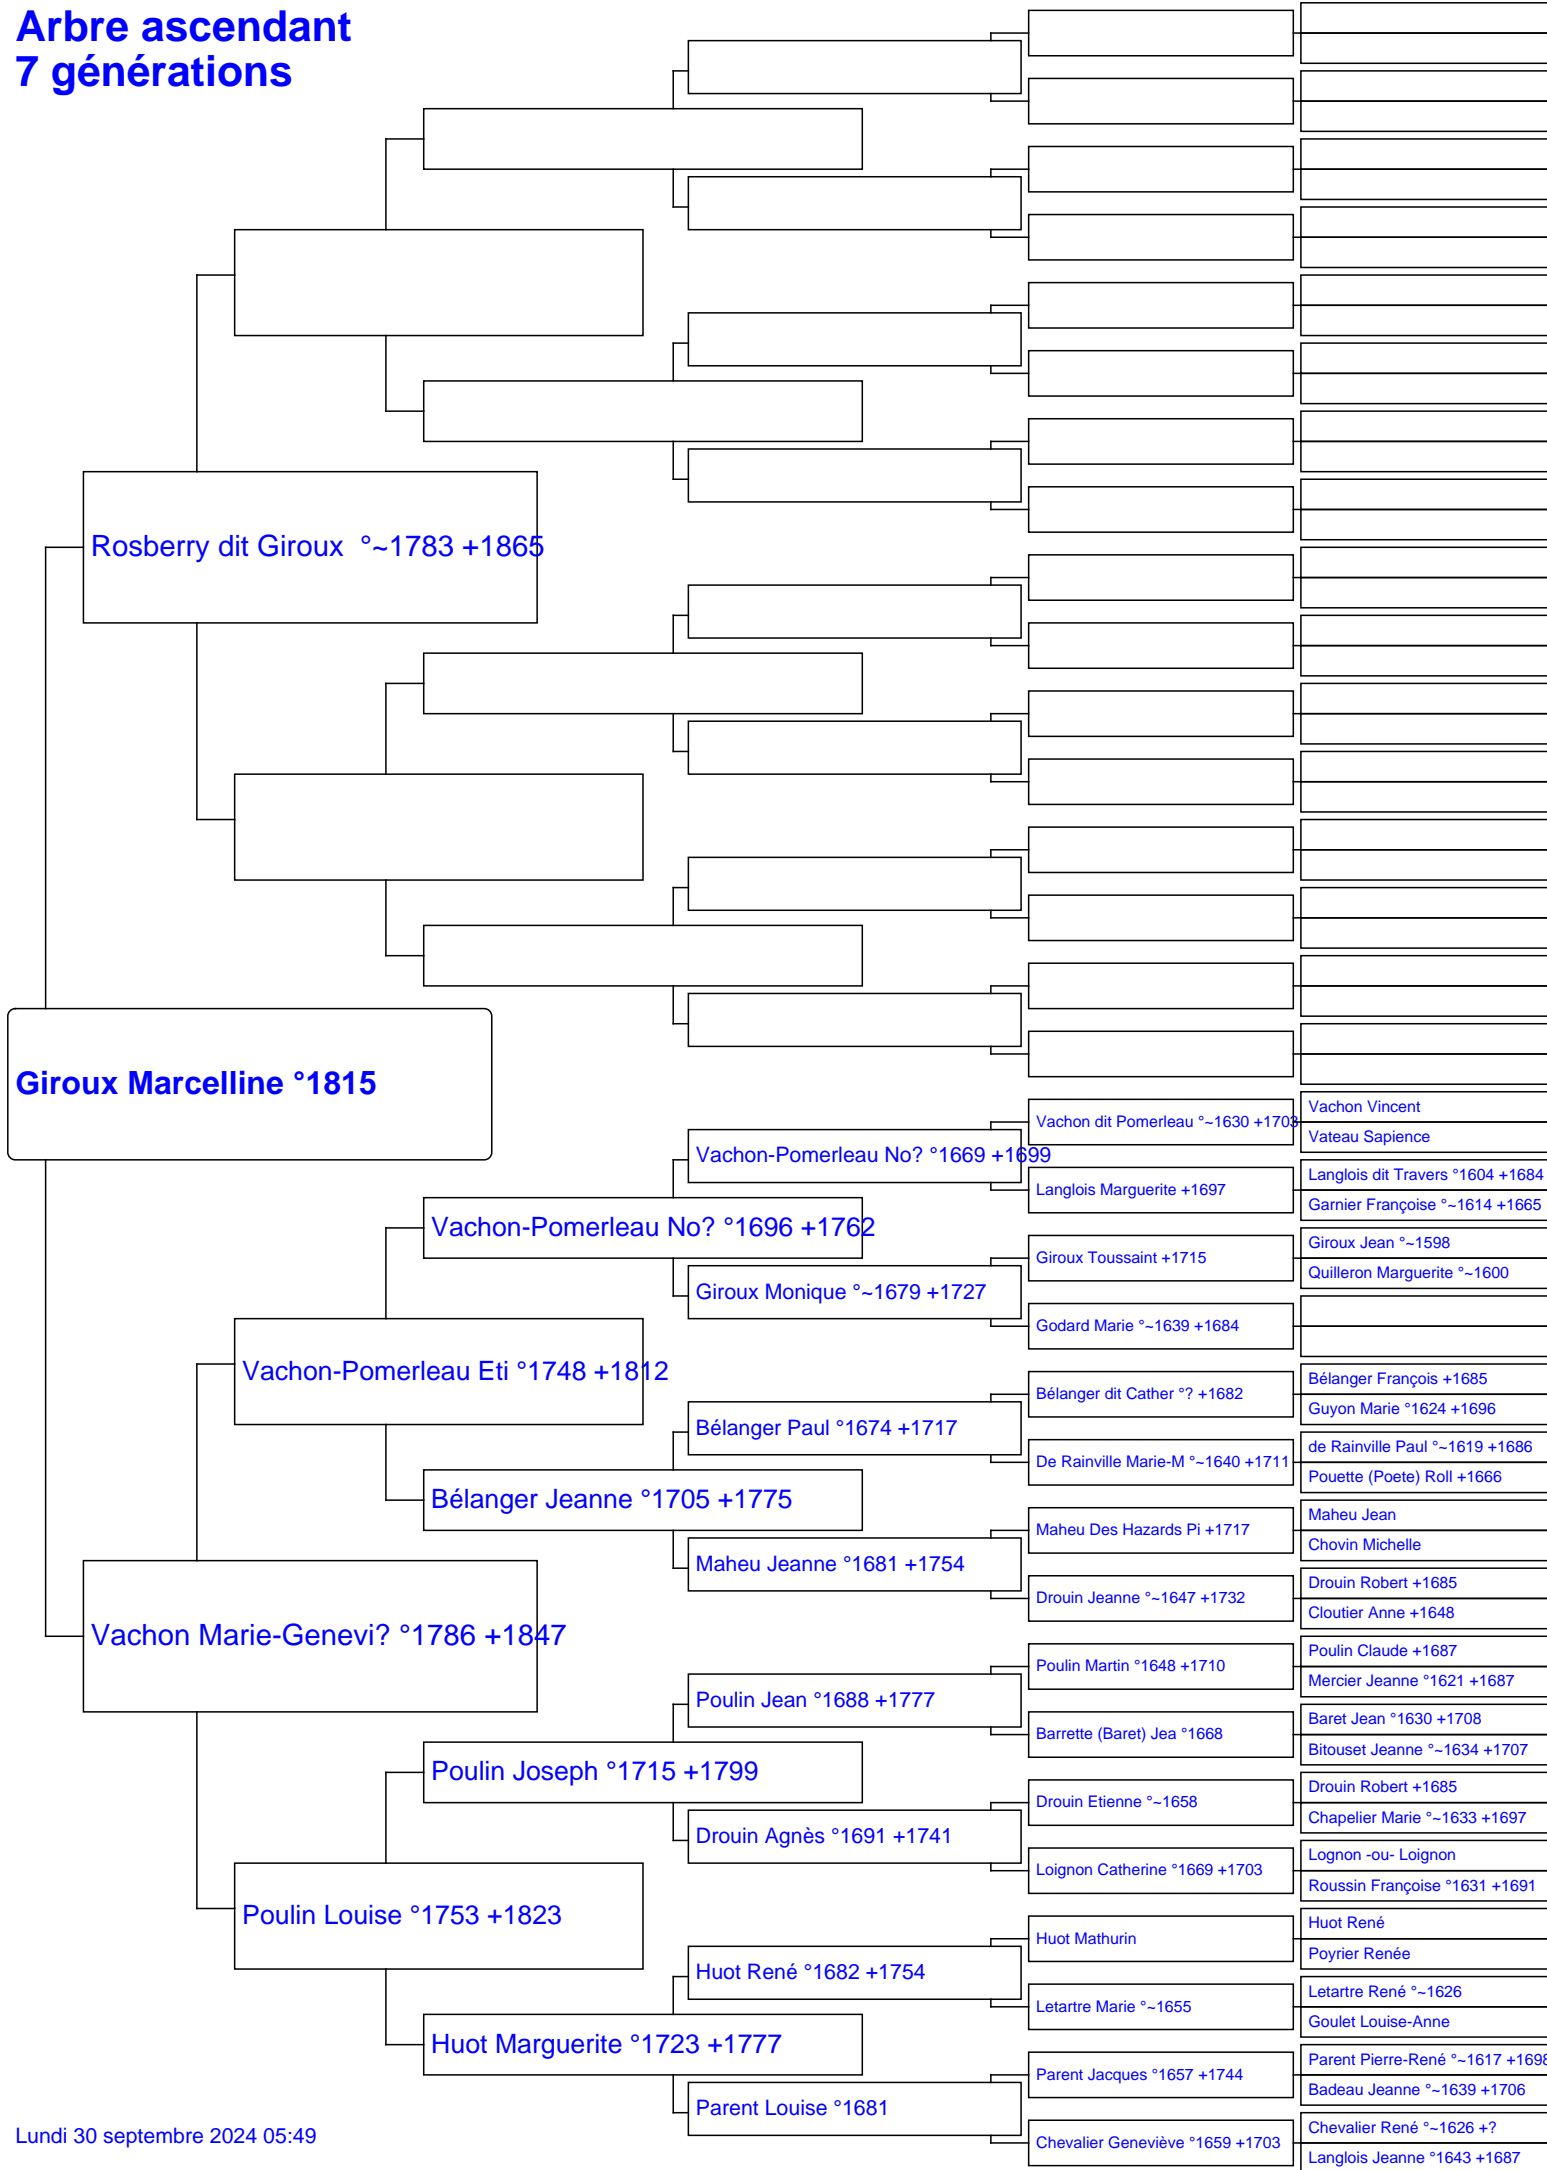 Arbre ascendant
7 générations
Rosberry dit Giroux  °~1783 +1865
Giroux Marcelline °1815
Vachon Marie-Genevi? °1786 +1847
Vachon-Pomerleau Eti °1748 +1812
Poulin Louise °1753 +1823
Vachon-Pomerleau No? °1696 +1762
Bélanger Jeanne °1705 +1775
Poulin Joseph °1715 +1799
Huot Marguerite °1723 +1777
Vachon-Pomerleau No? °1669 +1699
Giroux Monique °~1679 +1727
Bélanger Paul °1674 +1717
Maheu Jeanne °1681 +1754
Poulin Jean °1688 +1777
Drouin Agnès °1691 +1741
Huot René °1682 +1754
Parent Louise °1681
Vachon dit Pomerleau °~1630 +1703
Langlois Marguerite +1697
Giroux Toussaint +1715
Godard Marie °~1639 +1684
Bélanger dit Cather °? +1682
De Rainville Marie-M °~1640 +1711
Maheu Des Hazards Pi +1717
Drouin Jeanne °~1647 +1732
Poulin Martin °1648 +1710
Barrette (Baret) Jea °1668
Drouin Etienne °~1658
Loignon Catherine °1669 +1703
Huot Mathurin
Letartre Marie °~1655
Parent Jacques °1657 +1744
Chevalier Geneviève °1659 +1703
Vachon Vincent
Vateau Sapience
Langlois dit Travers °1604 +1684
Garnier Françoise °~1614 +1665
Giroux Jean °~1598
Quilleron Marguerite °~1600
Bélanger François +1685
Guyon Marie °1624 +1696
de Rainville Paul °~1619 +1686
Pouette (Poete) Roll +1666
Maheu Jean
Chovin Michelle
Drouin Robert +1685
Cloutier Anne +1648
Poulin Claude +1687
Mercier Jeanne °1621 +1687
Baret Jean °1630 +1708
Bitouset Jeanne °~1634 +1707
Drouin Robert +1685
Chapelier Marie °~1633 +1697
Lognon -ou- Loignon
Roussin Françoise °1631 +1691
Huot René
Poyrier Renée
Letartre René °~1626
Goulet Louise-Anne
Parent Pierre-René °~1617 +1698
Badeau Jeanne °~1639 +1706
Chevalier René °~1626 +?
Langlois Jeanne °1643 +1687
Lundi 30 septembre 2024 05:49